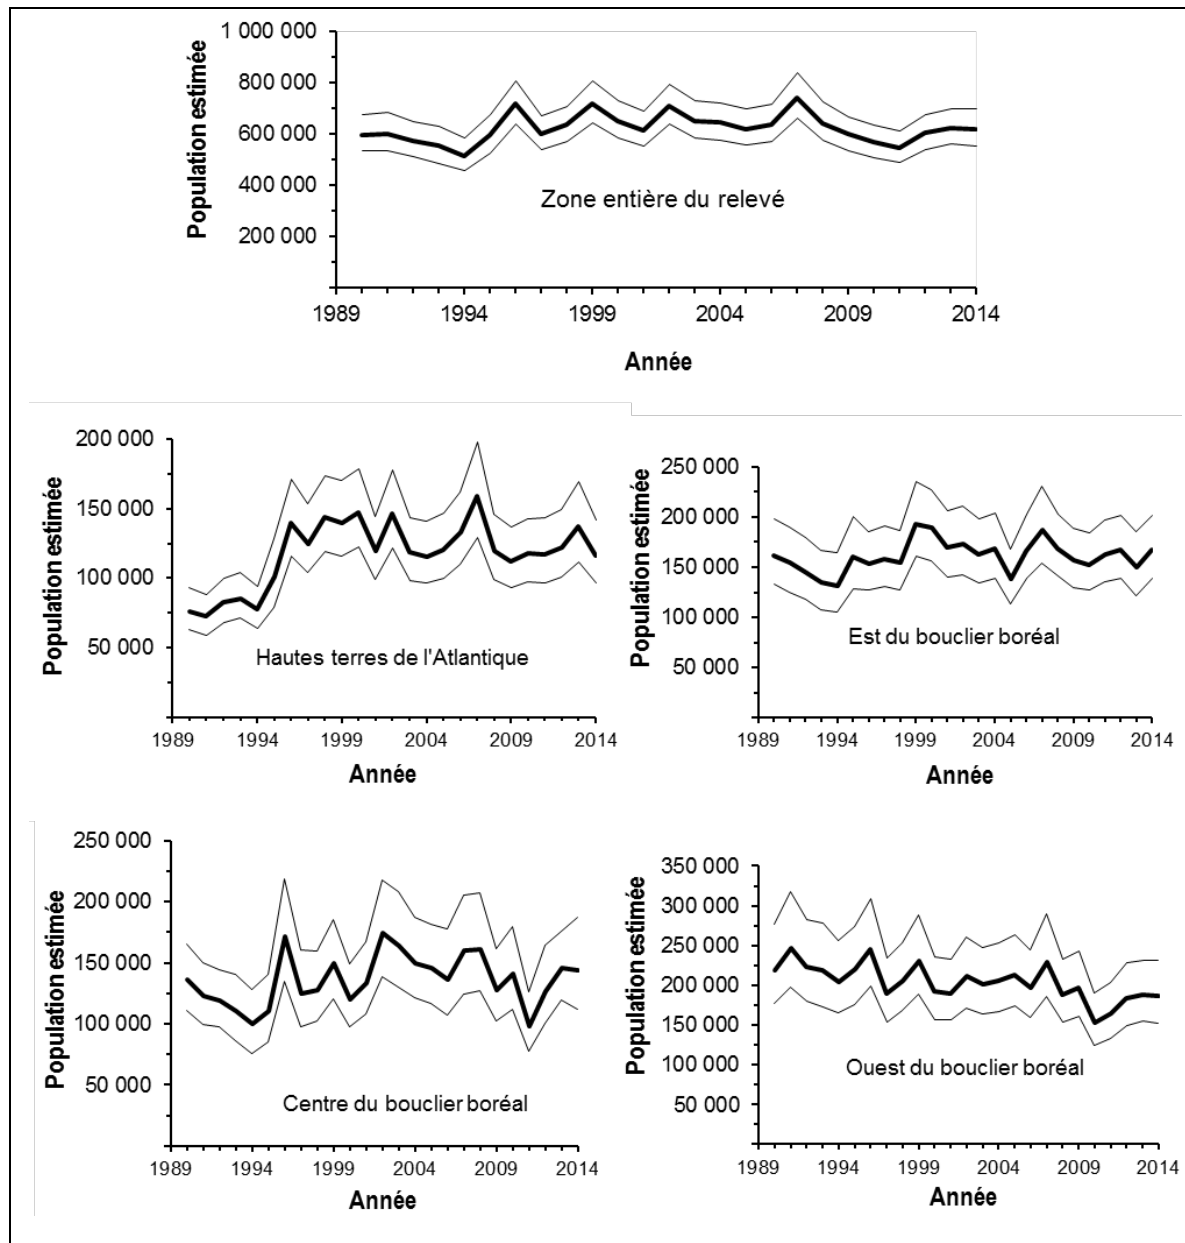 1 000 000
800 000
600 000
400 000
200 000
Population estimée
Zone entière du relevé
1989 1994 1999 2004 2009 2014
Année
200 000
150 000
100 000
50 000
Population estimée
Hautes terres de l'Atlantique
1989 1994 1999 2004 2009 2014
Année
250 000
200 000
150 000
100 000
50 000
Population estimée
Est du bouclier boréal
1989 1994 1999 2004 2009 2014
Année
250 000
200 000
150 000
100 000
50 000
Population estimée
Centre du bouclier boréal
1989 1994 1999 2004 2009 2014
Année
350 000
300 000
250 000
200 000
150 000
100 000
50 000
Population estimée
Ouest du bouclier boréal
1989 1994 1999 2004 2009 2014
Année